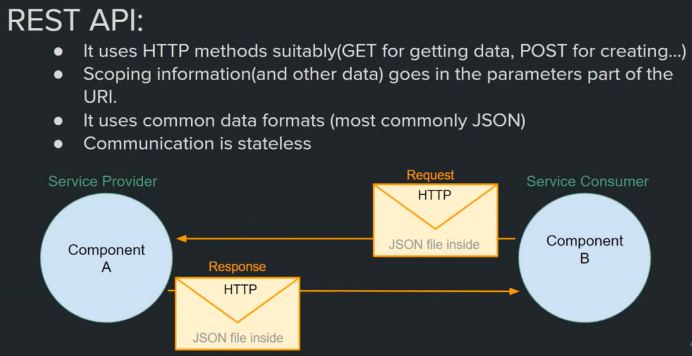 REST API:
● It uses HTTP methods suitably(GET for getting data, POST for creating...)
● Scoping information(and other data) goes in the parameters part of the
URI.
● It uses common data formats (most commonly JSON)
● Communication is stateless
Service Provider
Request
Service Consumer
HTTP
JSON file inside
Component
A
Component
B
Response
HTTP
JSON file inside